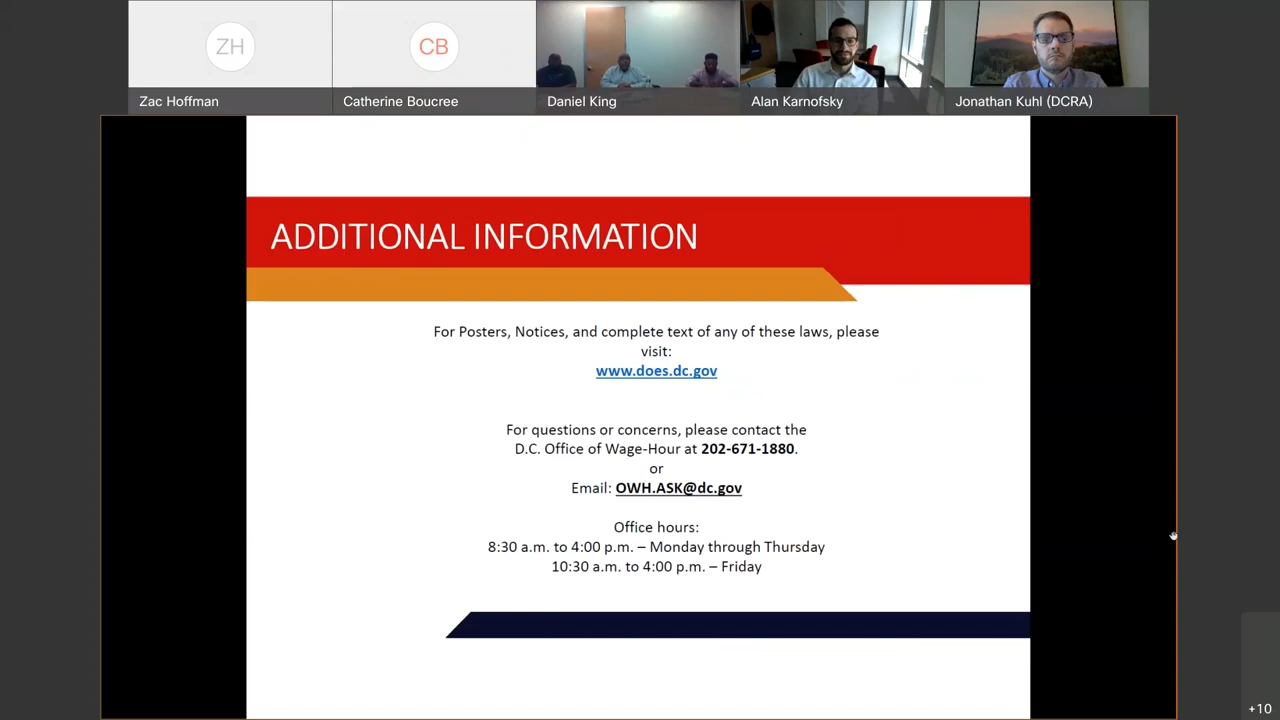 ZH
CB
Zac Hoffman
Catherine Boucree
Daniel King
Alan Karnofsky
Jonathan Kuhl (DCRA)
ADDITIONAL INFORMATION
For Posters, Notices, and complete text of any of these laws, please
visit:
www.does.dc.gov
For questions or concerns, please contact the
D.C. Office of Wage-Hour at 202-671-1880.
or
Email: OWH.ASK@dc.gov
Office hours:
8:30 a.m. to 4:00 p.m. – Monday through Thursday
10:30 a.m. to 4:00 p.m. – Friday
+10